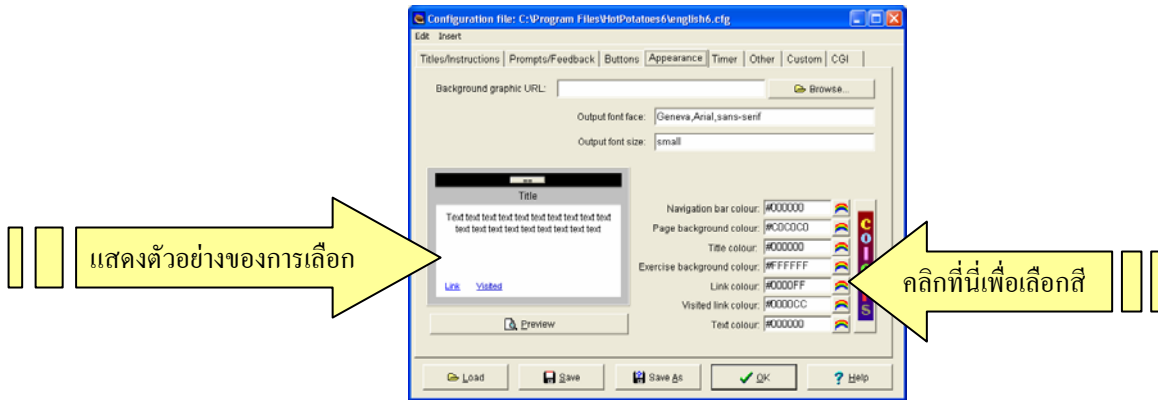 Configuration file: C:\Program Files\HotPotatoes6\english6.cfg
Edit Insert
Titles/Instructions Prompts/Feedback Buttons Appearance Timer Other Custom CGI
Background graphic URL: Browse...
Output font face: Geneva,Arial,sans-serif
Output font size: small
Title
Text text text text text text text text text text
text text text text text text text text text
Link Visited
Preview
Navigation bar colour: #000000
Page background colour: #C0C0C0
Title colour: #000000
Exercise background colour: #FFFFFF
Link colour: #0000FF
Visited link colour: #0000CC
Text colour: #000000
แสดงตัวอย่างของการเลือก
คลิกที่นี่เพื่อเลือกสี
Load Save Save As OK Help